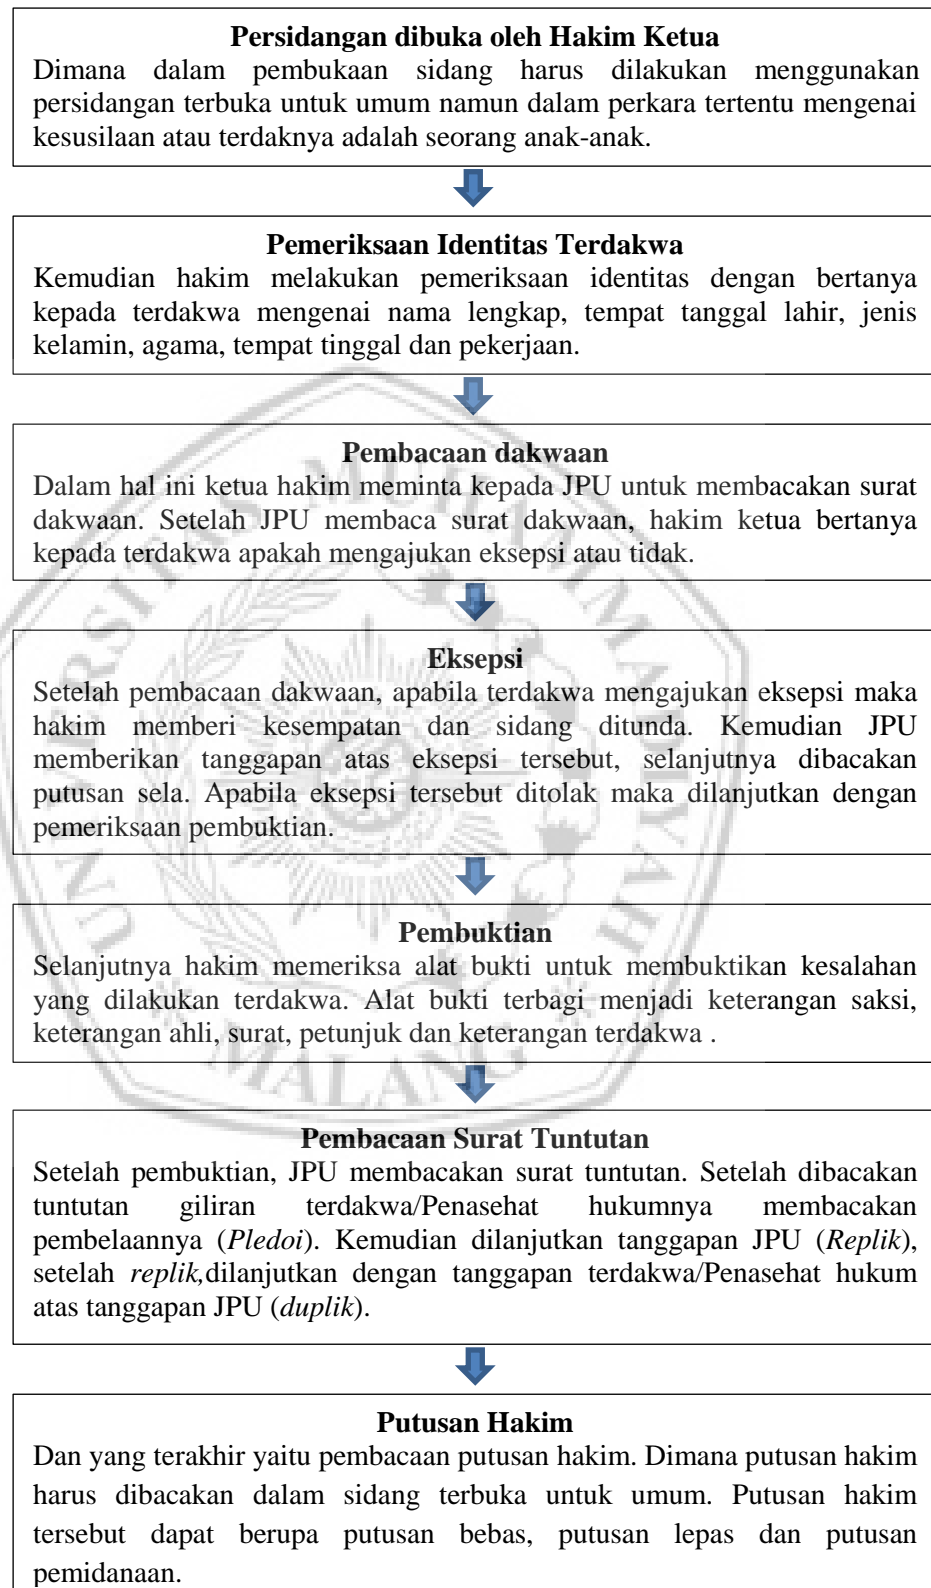 Persidangan dibuka oleh Hakim Ketua
Dimana dalam pembukaan sidang harus dilakukan menggunakan
persidangan terbuka untuk umum namun dalam perkara tertentu mengenai
kesusilaan atau terdaknya adalah seorang anak-anak.
Pemeriksaan Identitas Terdakwa
Kemudian hakim melakukan pemeriksaan identitas dengan bertanya
kepada terdakwa mengenai nama lengkap, tempat tanggal lahir, jenis
kelamin, agama, tempat tinggal dan pekerjaan.
Pembacaan dakwaan
Dalam hal ini ketua hakim meminta kepada JPU untuk membacakan surat
dakwaan. Setelah JPU membaca surat dakwaan, hakim ketua bertanya
kepada terdakwa apakah mengajukan eksepsi atau tidak.
Eksepsi
Setelah pembacaan dakwaan, apabila terdakwa mengajukan eksepsi maka
hakim memberi kesempatan dan sidang ditunda. Kemudian JPU
memberikan tanggapan atas eksepsi tersebut, selanjutnya dibacakan
putusan sela. Apabila eksepsi tersebut ditolak maka dilanjutkan dengan
pemeriksaan pembuktian.
Pembuktian
Selanjutnya hakim memeriksa alat bukti untuk membuktikan kesalahan
yang dilakukan terdakwa. Alat bukti terbagi menjadi keterangan saksi,
keterangan ahli, surat, petunjuk dan keterangan terdakwa .
Pembacaan Surat Tuntutan
Setelah pembuktian, JPU membacakan surat tuntutan. Setelah dibacakan
tuntutan giliran terdakwa/Penasehat hukumnya membacakan
pembelaannya (Pledoi). Kemudian dilanjutkan tanggapan JPU (Replik),
setelah replik,dilanjutkan dengan tanggapan terdakwa/Penasehat hukum
atas tanggapan JPU (duplik).
Putusan Hakim
Dan yang terakhir yaitu pembacaan putusan hakim. Dimana putusan hakim
harus dibacakan dalam sidang terbuka untuk umum. Putusan hakim
tersebut dapat berupa putusan bebas, putusan lepas dan putusan
pemidanaan.
UNIVERSITAS MUHAMMADIYAH
MALANG